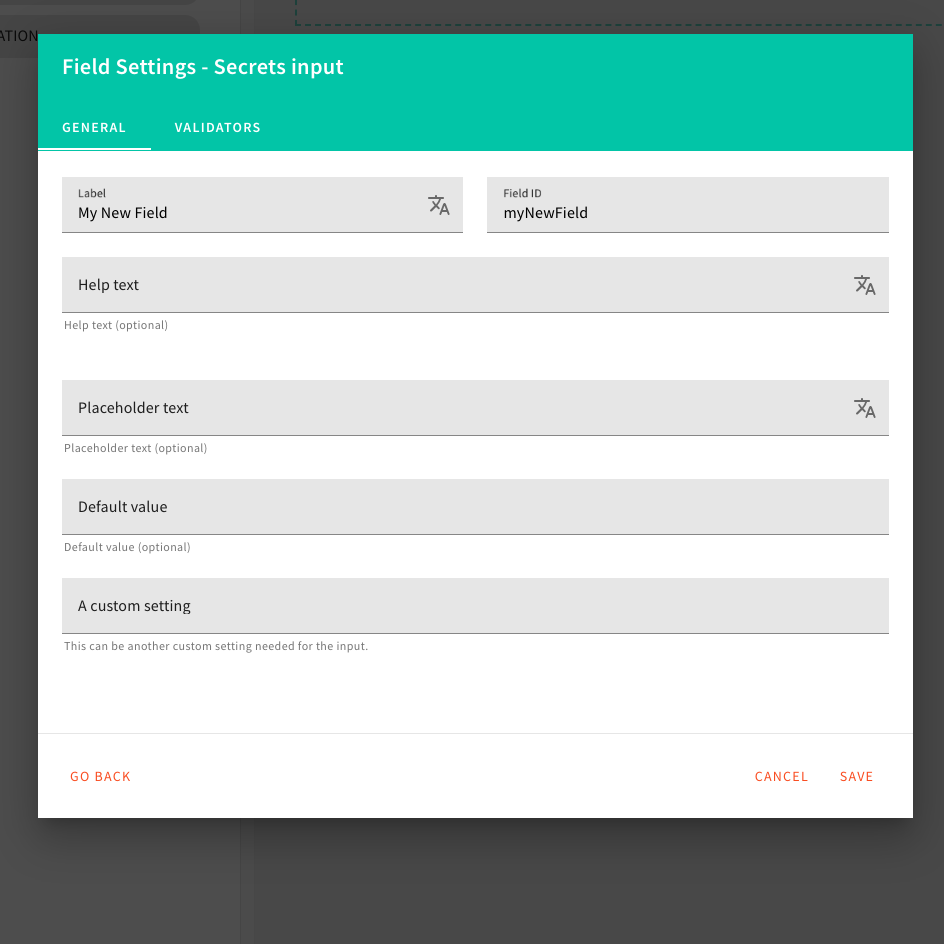 ATION
Field Settings - Secrets input
GENERAL VALIDATORS
Label
My New Field
Field ID
myNewField
Help text
Help text (optional)
Placeholder text
Placeholder text (optional)
Default value
Default value (optional)
A custom setting
This can be another custom setting needed for the input.
GO BACK CANCEL SAVE